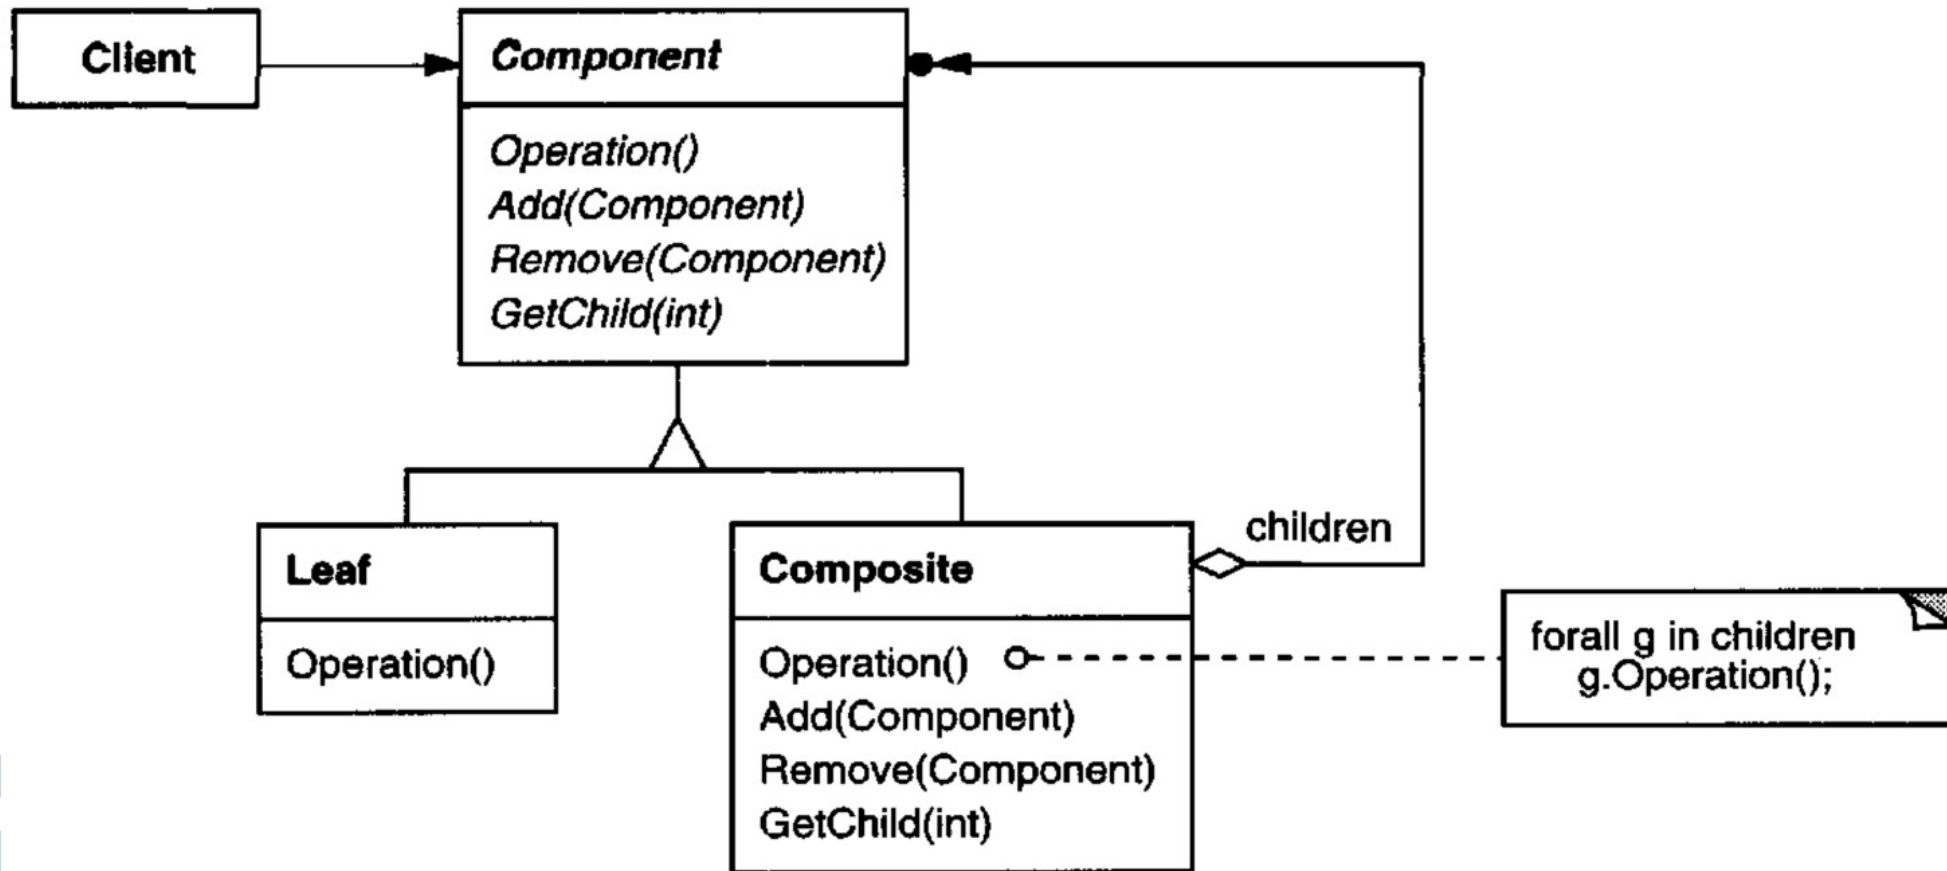 Client
Component
Operation()
Add(Component)
Remove(Component)
GetChild(int)
children
Leaf
Operation()
Composite
Operation()
Add(Component)
Remove(Component)
GetChild(int)
forall g in children
g.Operation();